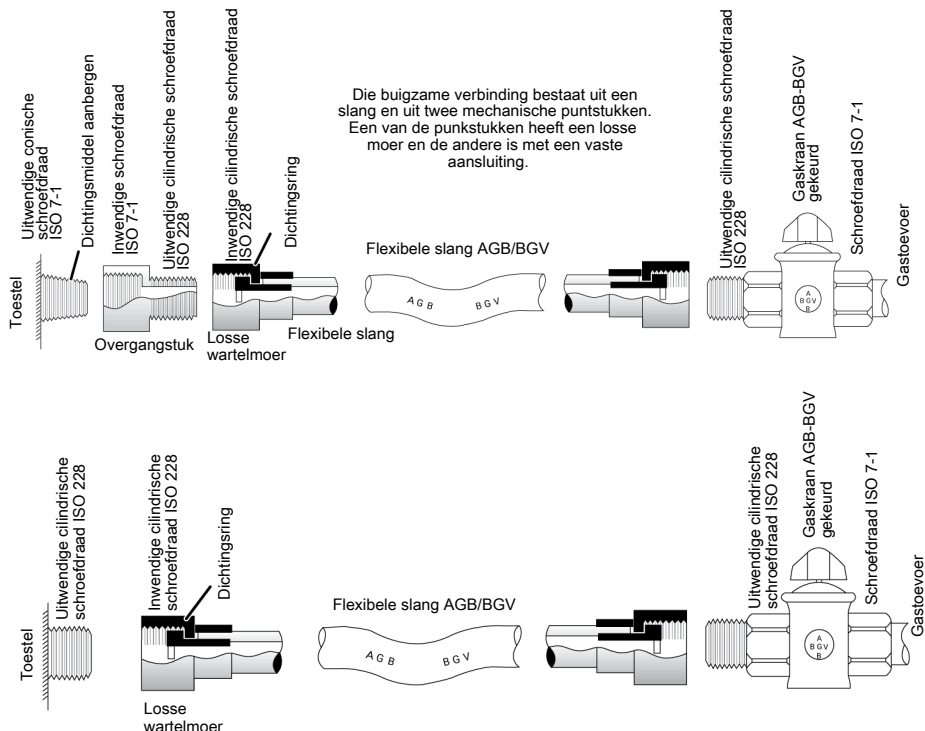 Toestel
Uitwendige conische
schroefdraad
ISO 7-1
Dichtingsmiddel aanbergen
Inwendige schroefdraad
ISO 7-1
Uitwendige cilindrische schroefdraad
ISO 228
Inwendige cilindrische schroefdraad
ISO 228
Dichtingsring
Die buigzame verbinding bestaat uit een
slang en uit twee mechanische puntstukken.
Een van de punkstukken heeft een losse
moer en de andere is met een vaste
aansluiting.
Flexibele slang AGB/BGV
AGB BGV
Uitwendige cilindrische schroefdraad
ISO 228
Gaskraan AGB-BGV
gekeurd
Schroefdraad ISO 7-1
Gastoevoer
A
BGV
B
Overgangstuk
Losse
wartelmoer
Flexibele slang
Toestel
Uitwendige cilindrische
schroefdraad ISO 228
Inwendige cilindrische
schroefdraad ISO 228
Dichtingsring
Flexibele slang AGB/BGV
AGB BGV
Uitwendige cilindrische
schroefdraad ISO 228
Gaskraan AGB-BGV
gekeurd
Schroefdraad ISO 7-1
Gastoevoer
A
BGV
B
Losse
wartelmoer